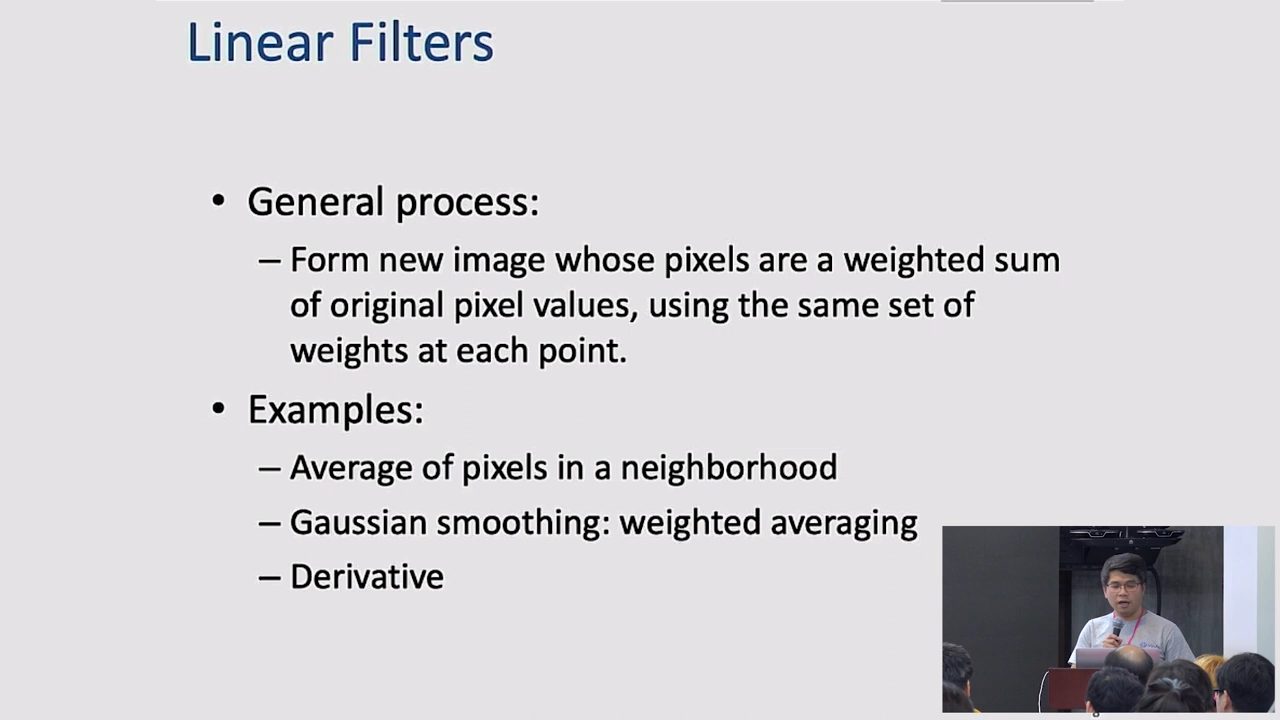 Linear Filters
• General process:
– Form new image whose pixels are a weighted sum
of original pixel values, using the same set of
weights at each point.
• Examples:
– Average of pixels in a neighborhood
– Gaussian smoothing: weighted averaging
– Derivative